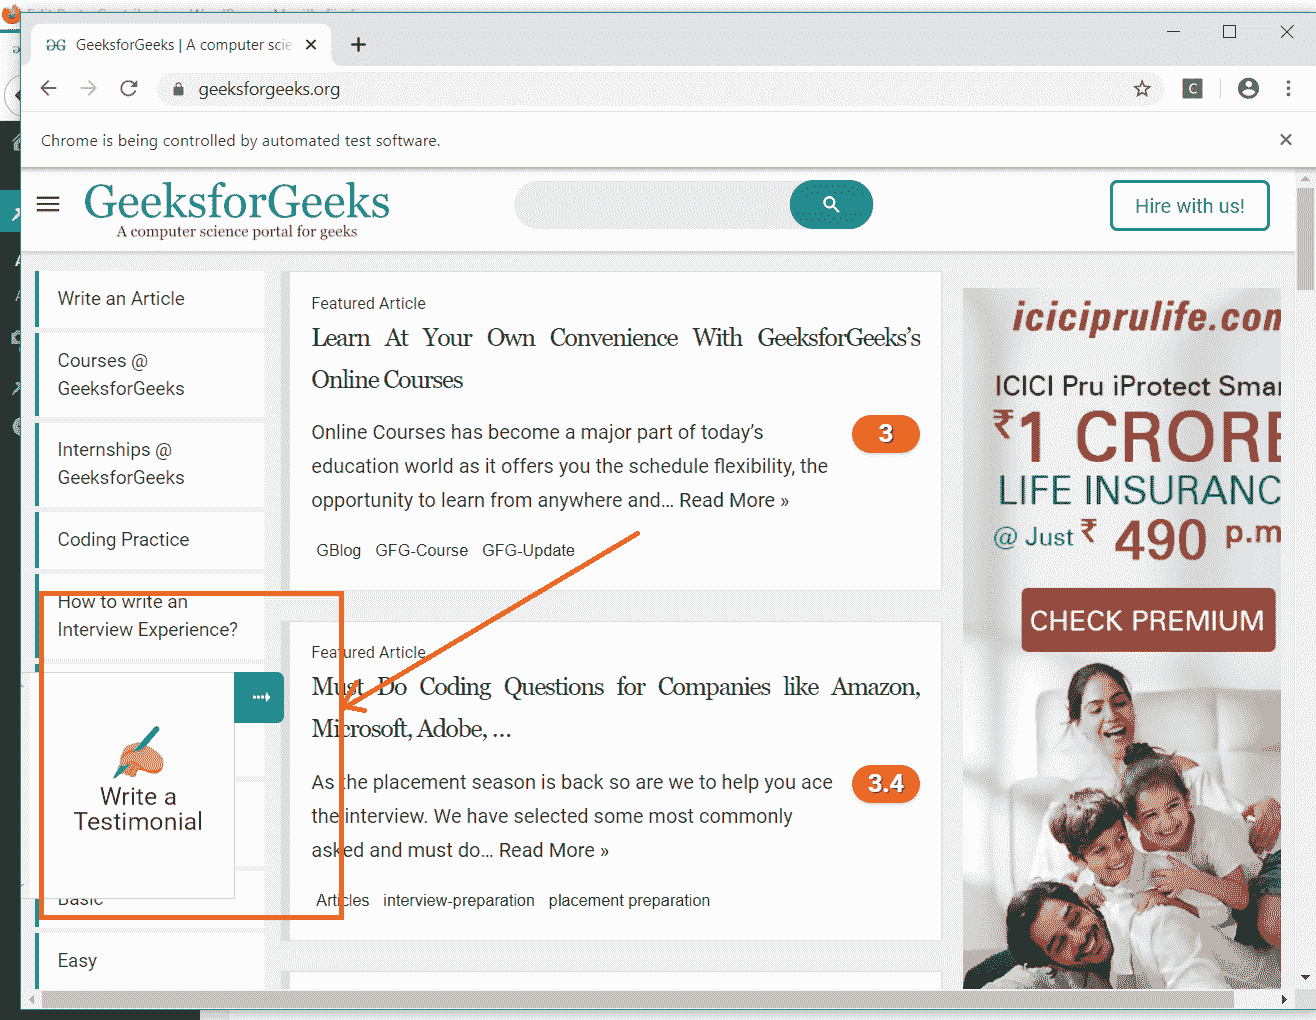 GeeksforGeeks | A computer scie
geeksforgeeks.org
C
Chrome is being controlled by automated test software.
GeeksforGeeks
A computer science portal for geeks
Hire with us!
Write an Article
Courses @
GeeksforGeeks
Internships @
GeeksforGeeks
Coding Practice
How to write an
Interview Experience?
Write a
Testimonial
Basic
Easy
Featured Article
Learn At Your Own Convenience With GeeksforGeeks's
Online Courses
Online Courses has become a major part of today's
education world as it offers you the schedule flexibility, the
opportunity to learn from anywhere and... Read More »
3
GBlog GFG-Course GFG-Update
Featured Article
Must Do Coding Questions for Companies like Amazon,
Microsoft, Adobe, ...
As the placement season is back so are we to help you ace
the interview. We have selected some most commonly
asked and must do... Read More »
3.4
Articles interview-preparation placement preparation
iciciprulife.com
ICICI Pru iProtect Smar
₹1 CRORE
LIFE INSURANC
@ Just ₹ 490 p.m
CHECK PREMIUM